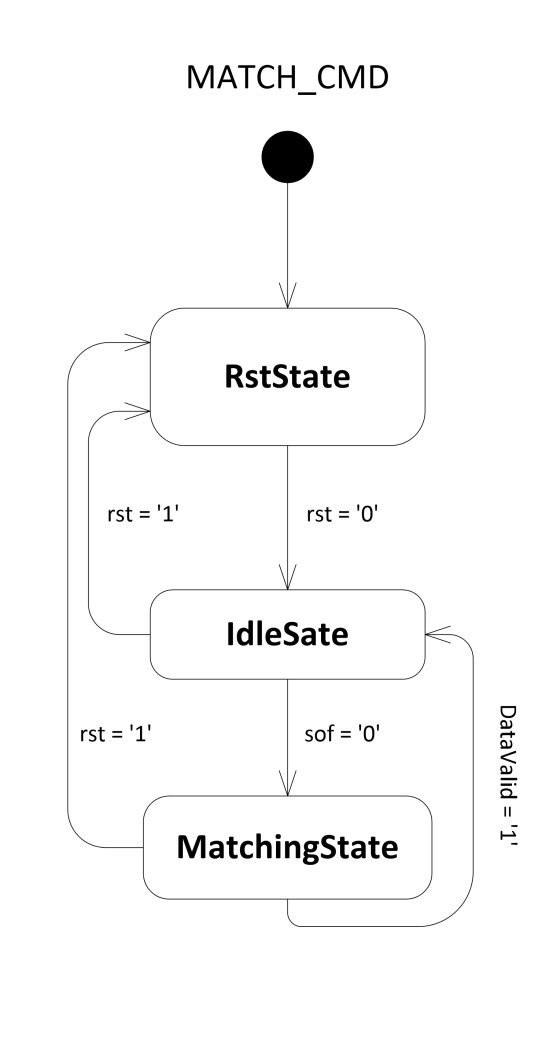 MATCH_CMD
RstState
rst = '1'
rst = '0'
IdleSate
rst = '1'
sof = '0'
DataValid = '1'
MatchingState